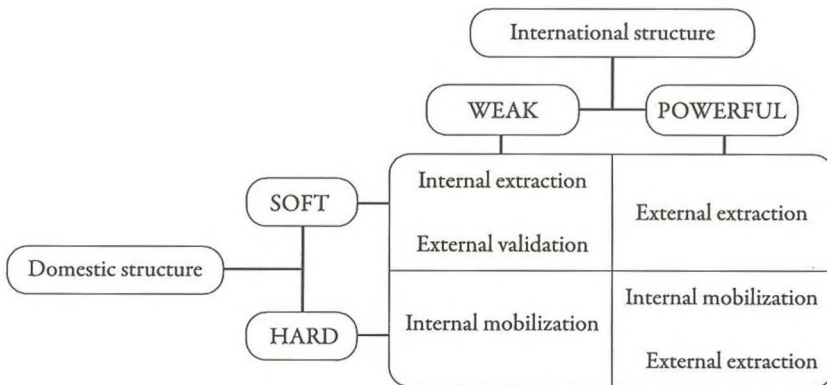 International structure
WEAK
POWERFUL
Internal extraction
SOFT
External extraction
External validation
Domestic structure
Internal mobilization
Internal mobilization
HARD
External extraction